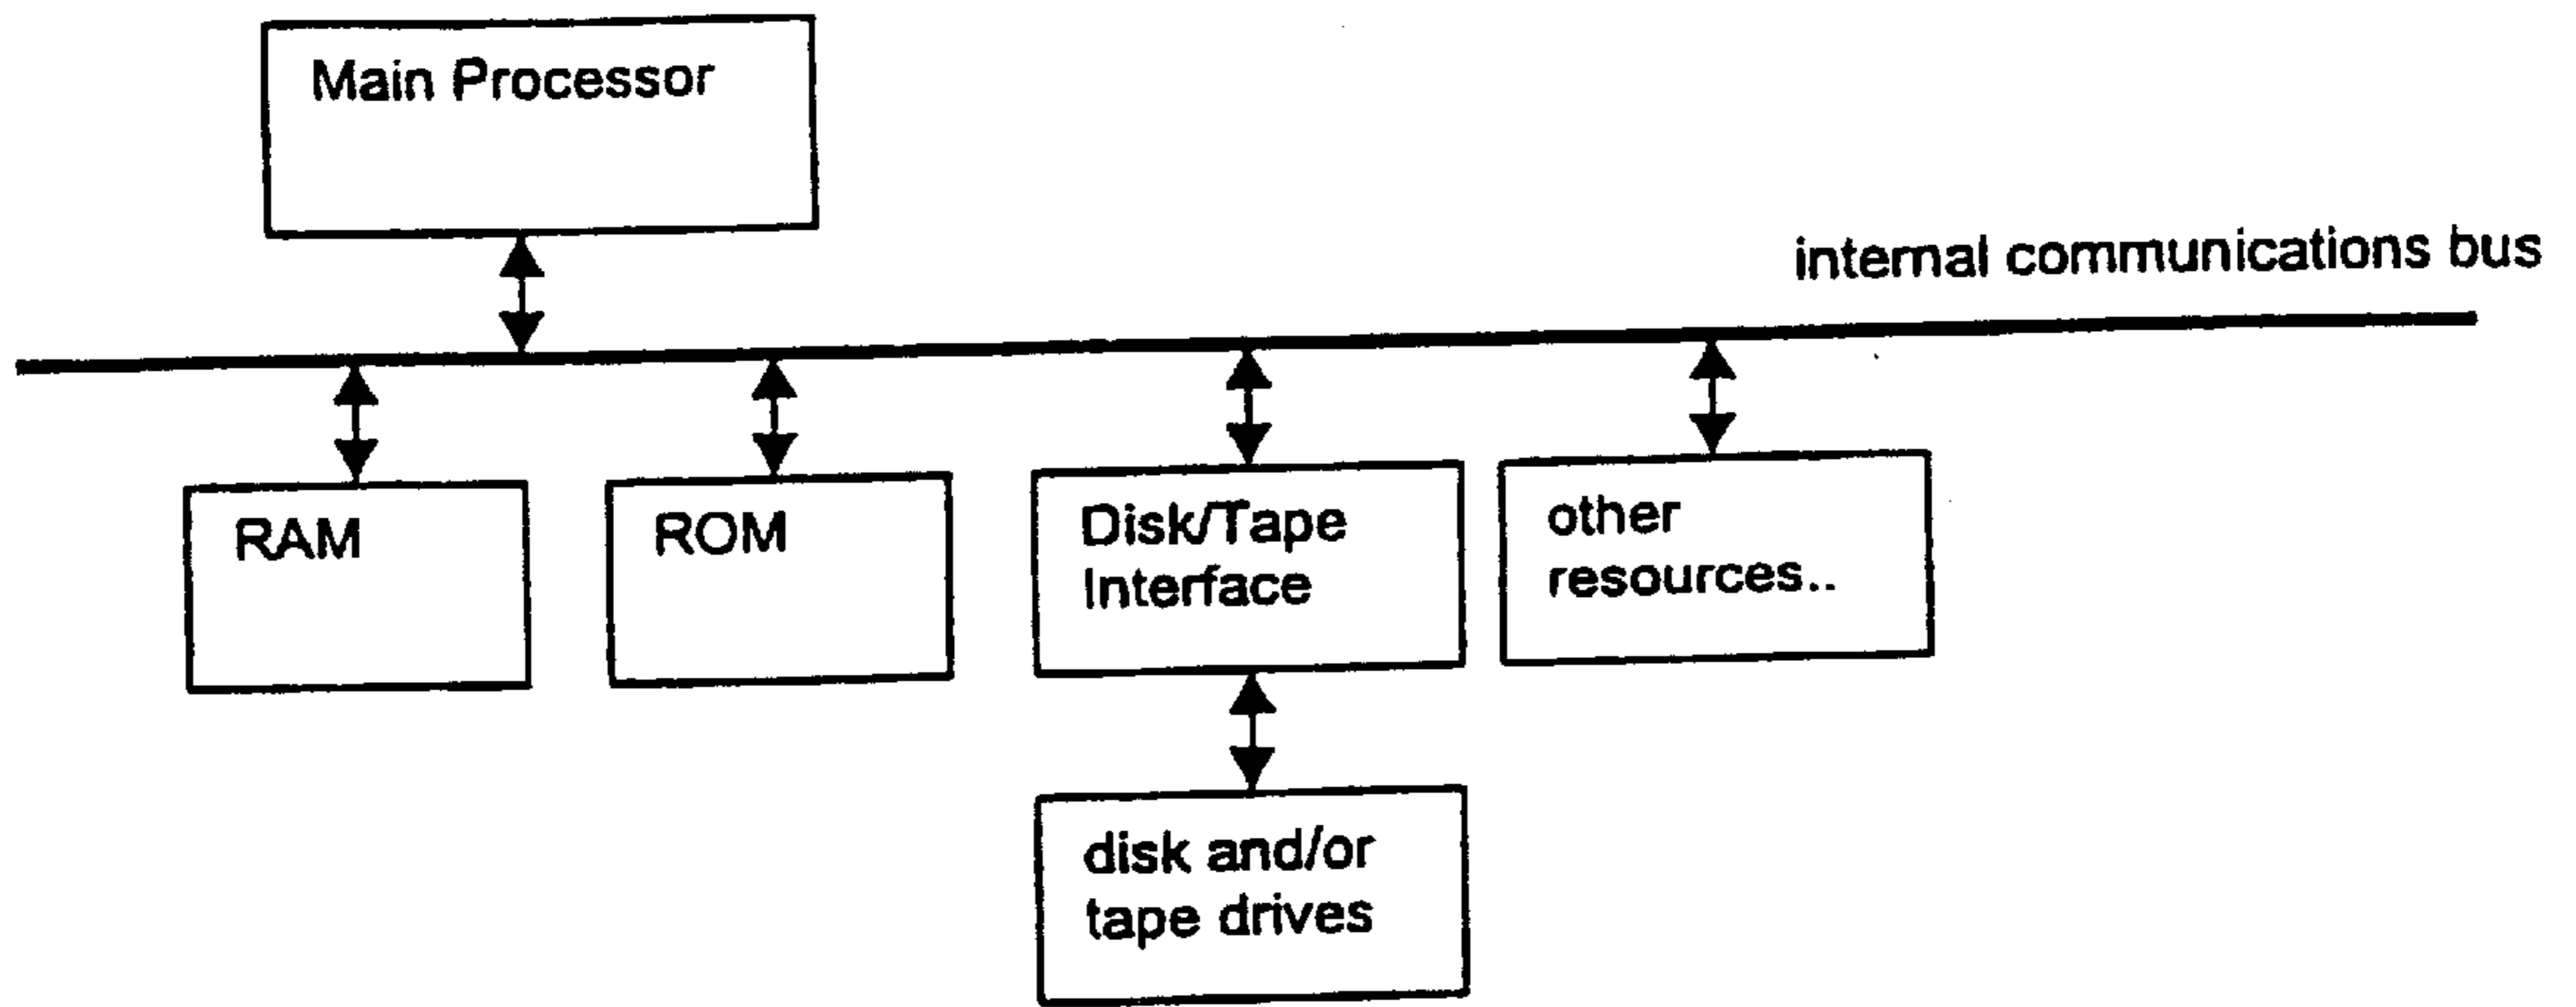 Main Processor
internal communications bus
RAM
ROM
Disk/Tape
Interface
other
resources..
disk and/or
tape drives